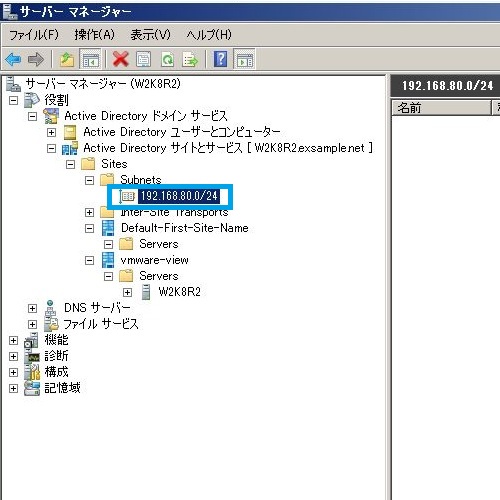 サーバー マネージャー
ファイル(F) 操作(A) 表示(V) ヘルプ(H)
サーバー マネージャー (W2K8R2)
役割
Active Directory ドメイン サービス
Active Directory ユーザーとコンピューター
Active Directory サイトとサービス [ W2K8R2.exsample.net ]
Sites
Subnets
192.168.80.0/24
Inter-Site Transports
Default-First-Site-Name
Servers
vmware-view
Servers
W2K8R2
DNS サーバー
ファイル サービス
機能
診断
構成
記憶域
192.168.80.0/24
名前